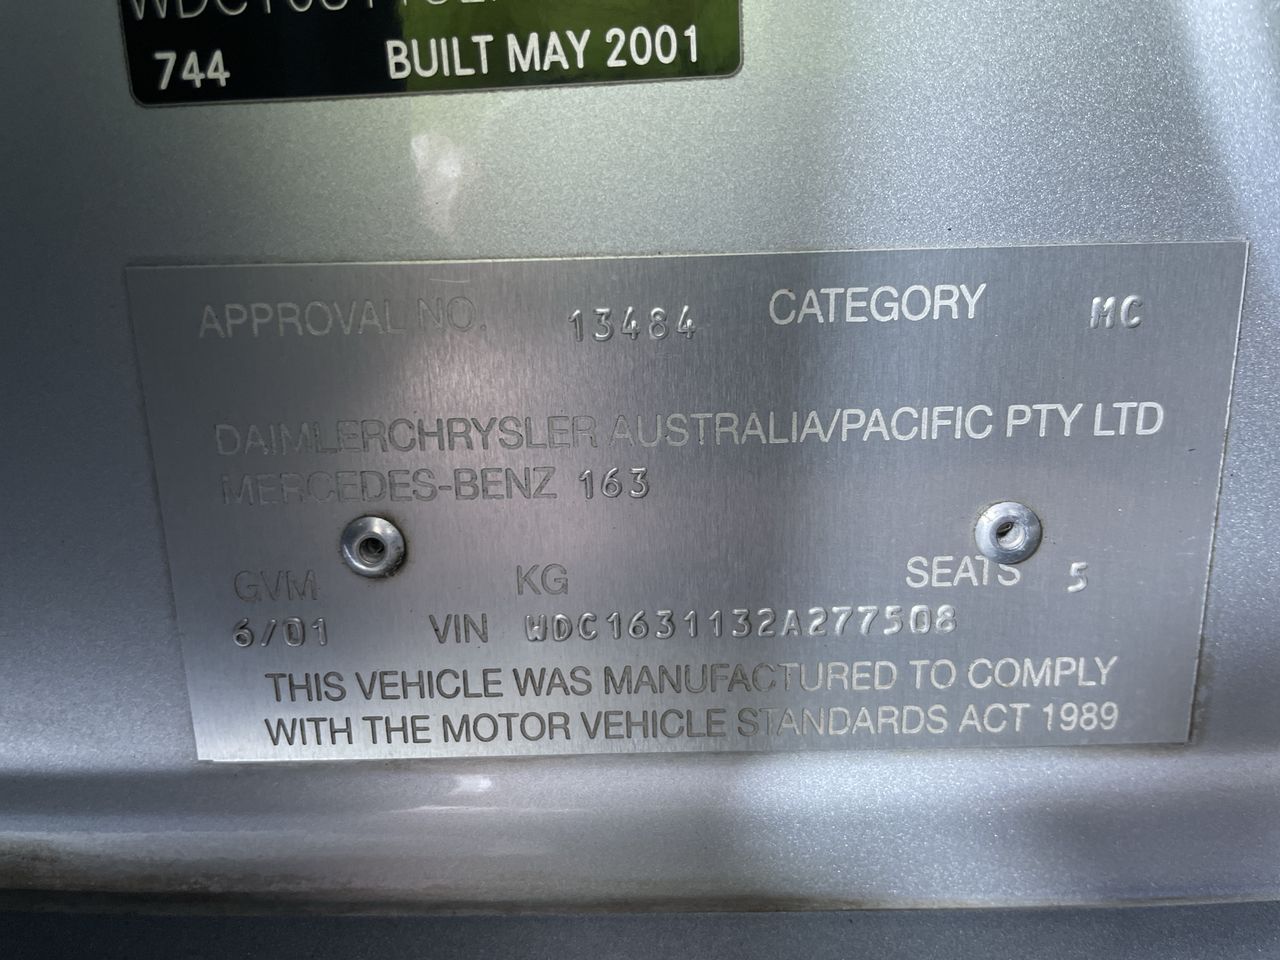 744 BUILT MAY 2001
APPROVAL NO. 13484 CATEGORY MC
DAIMLERCHRYSLER AUSTRALIA/PACIFIC PTY LTD
MERCEDES-BENZ 163
GVM KG SEATS 5
6/01 VIN WDC1631132A277508
THIS VEHICLE WAS MANUFACTURED TO COMPLY
WITH THE MOTOR VEHICLE STANDARDS ACT 1989